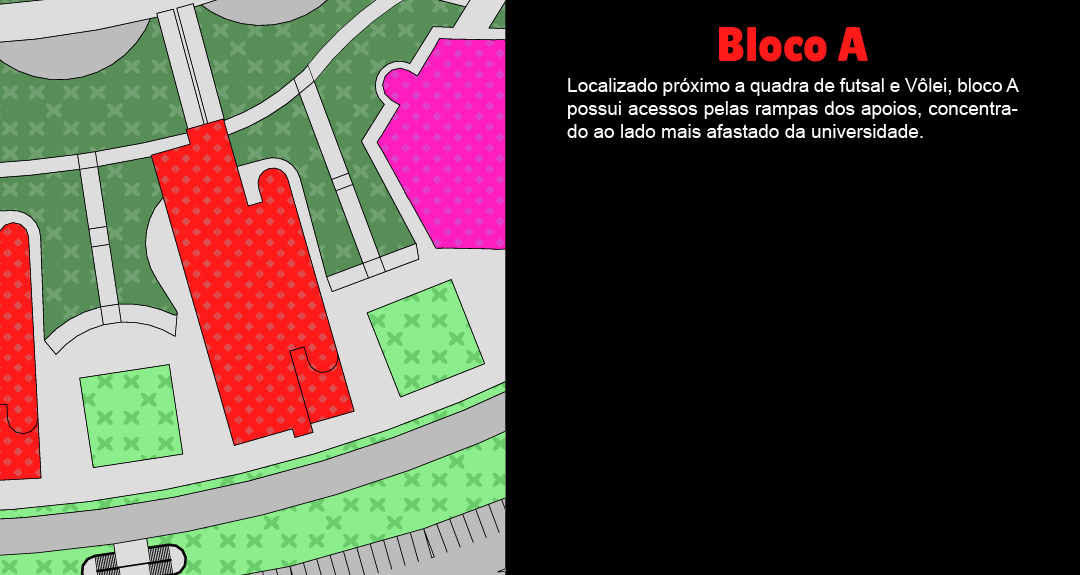 Bloco A
Localizado próximo a quadra de futsal e Vôlei, bloco A
possui acessos pelas rampas dos apoios, concentra-
do ao lado mais afastado da universidade.